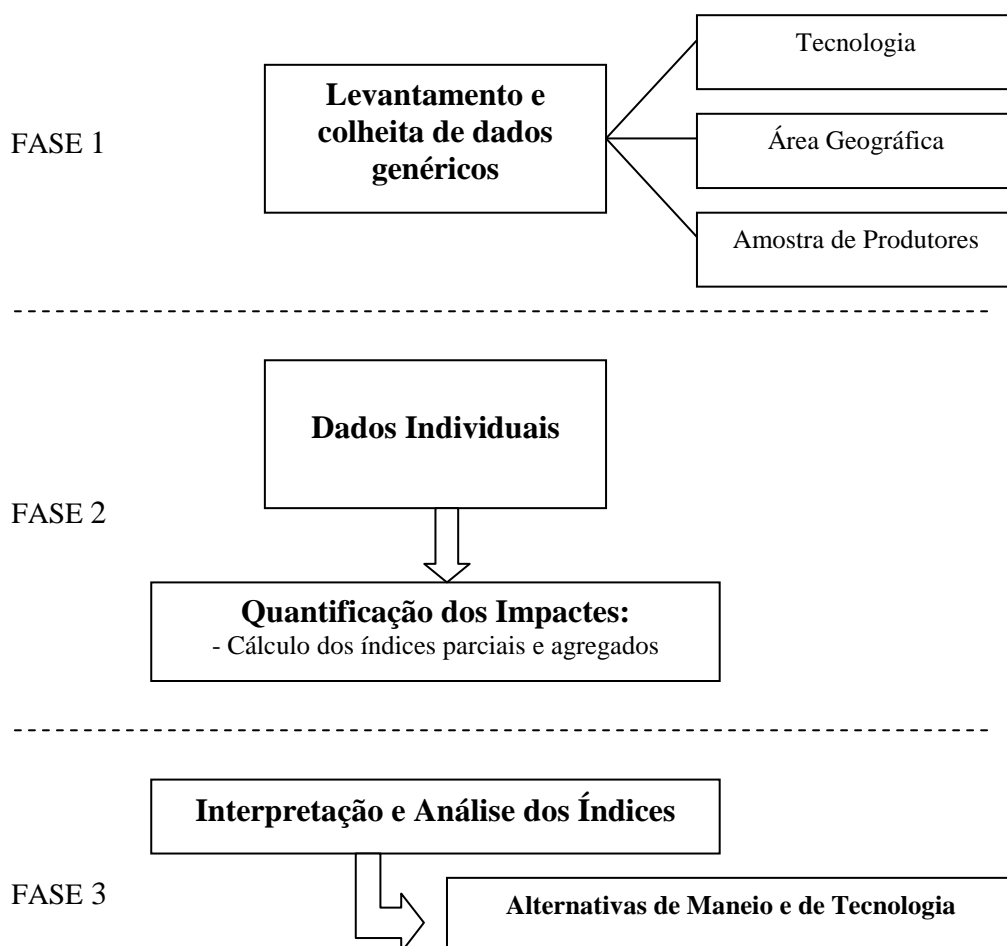 FASE 1
Levantamento e
colheita de dados
genéricos
Tecnologia
Área Geográfica
Amostra de Produtores
FASE 2
Dados Individuais
Quantificação dos Impactes:
- Cálculo dos índices parciais e agregados
FASE 3
Interpretação e Análise dos Índices
Alternativas de Maneio e de Tecnologia